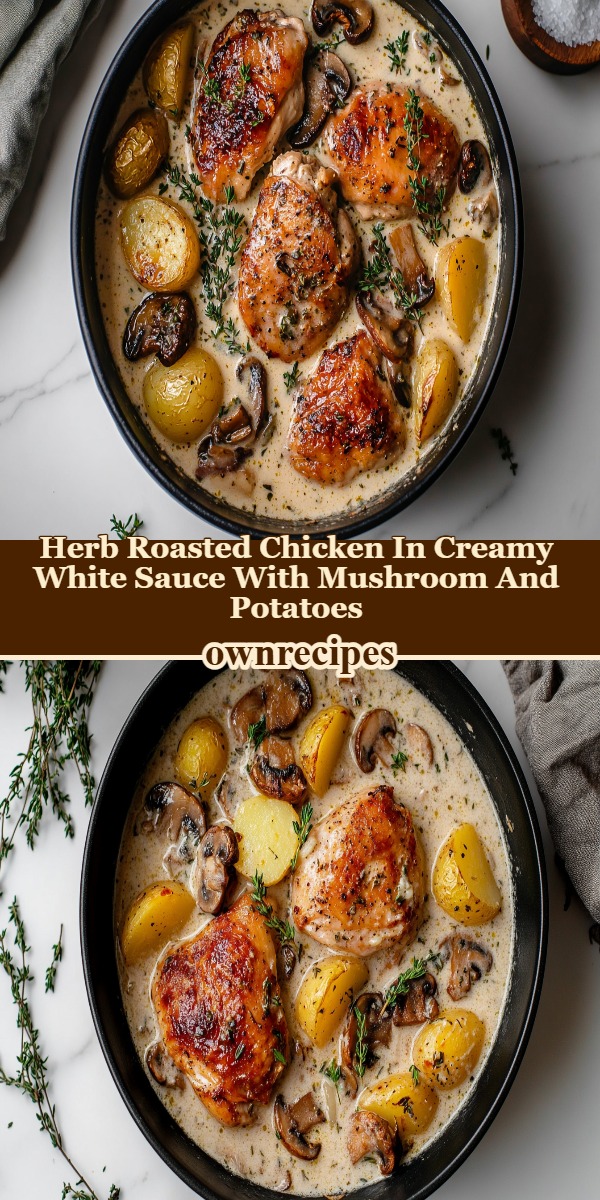 Herb Roasted Chicken In Creamy
White Sauce With Mushroom And
Potatoes
ownrecipes